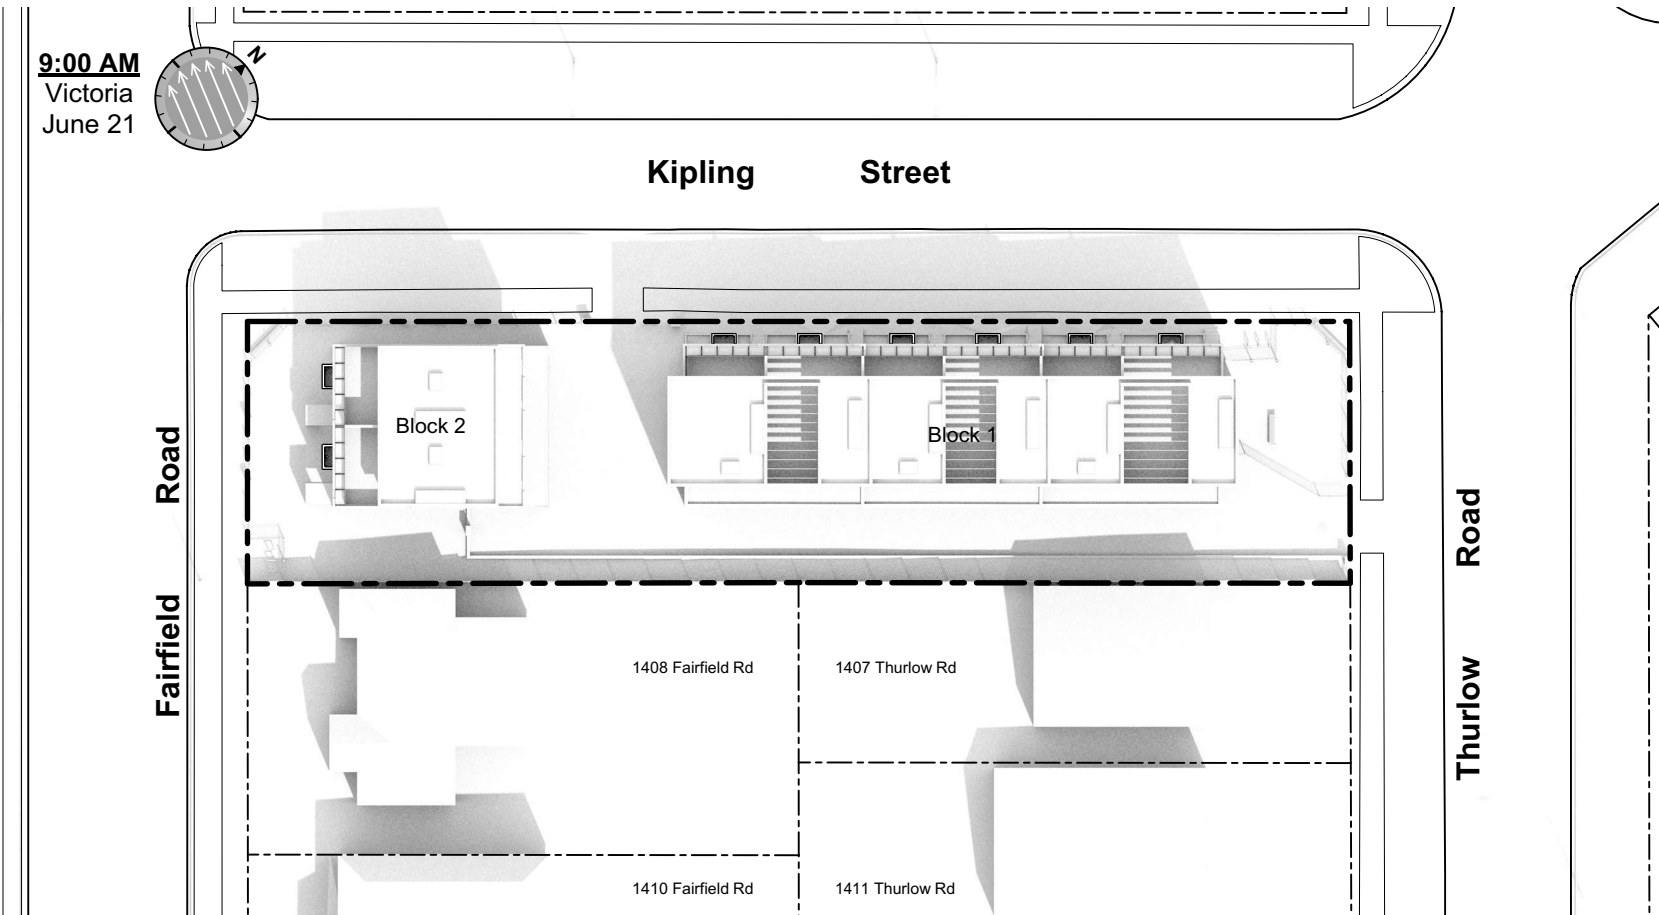 N
9:00 AM
Victoria
June 21
Kipling Street
Block 2
Block 1
Fairfield Road
Thurlow Road
1408 Fairfield Rd
1407 Thurlow Rd
1410 Fairfield Rd
1411 Thurlow Rd